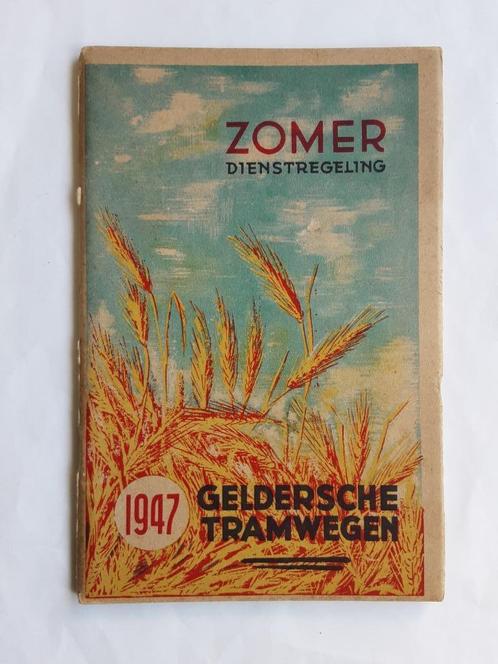 ZOMER
DIENSTREGELING
1947
GELDERSCHE
TRAMWEGEN